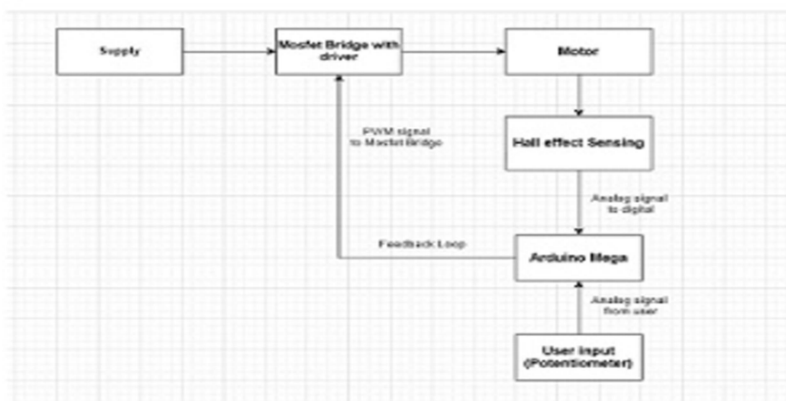 Supply
Mosfet Bridge with
driver
Motor
PWM signal
to Mosfet Bridge
Hall effect Sensing
Analog signal
to digital
Feedback Loop
Arduino Mega
Analog signal
from user
User input
(Potentiometer)